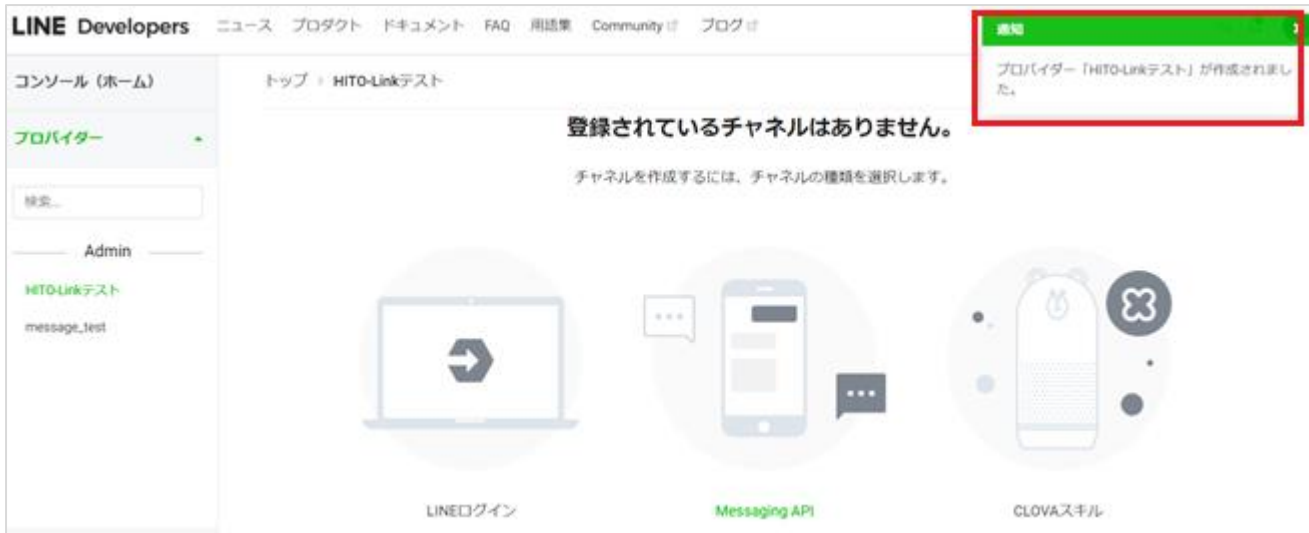 LINE Developers ニュース プロダクト ドキュメント FAQ 用語集 Community ブログ
通知
プロバイダー「HITO-Linkテスト」が作成されまし
た。
コンソール（ホーム）
トップ HITO-Linkテスト
プロバイダー
登録されているチャネルはありません。
チャネルを作成するには、チャネルの種類を選択します。
検索...
Admin
HITO-Linkテスト
message_test
LINEログイン
Messaging API
CLOVAスキル